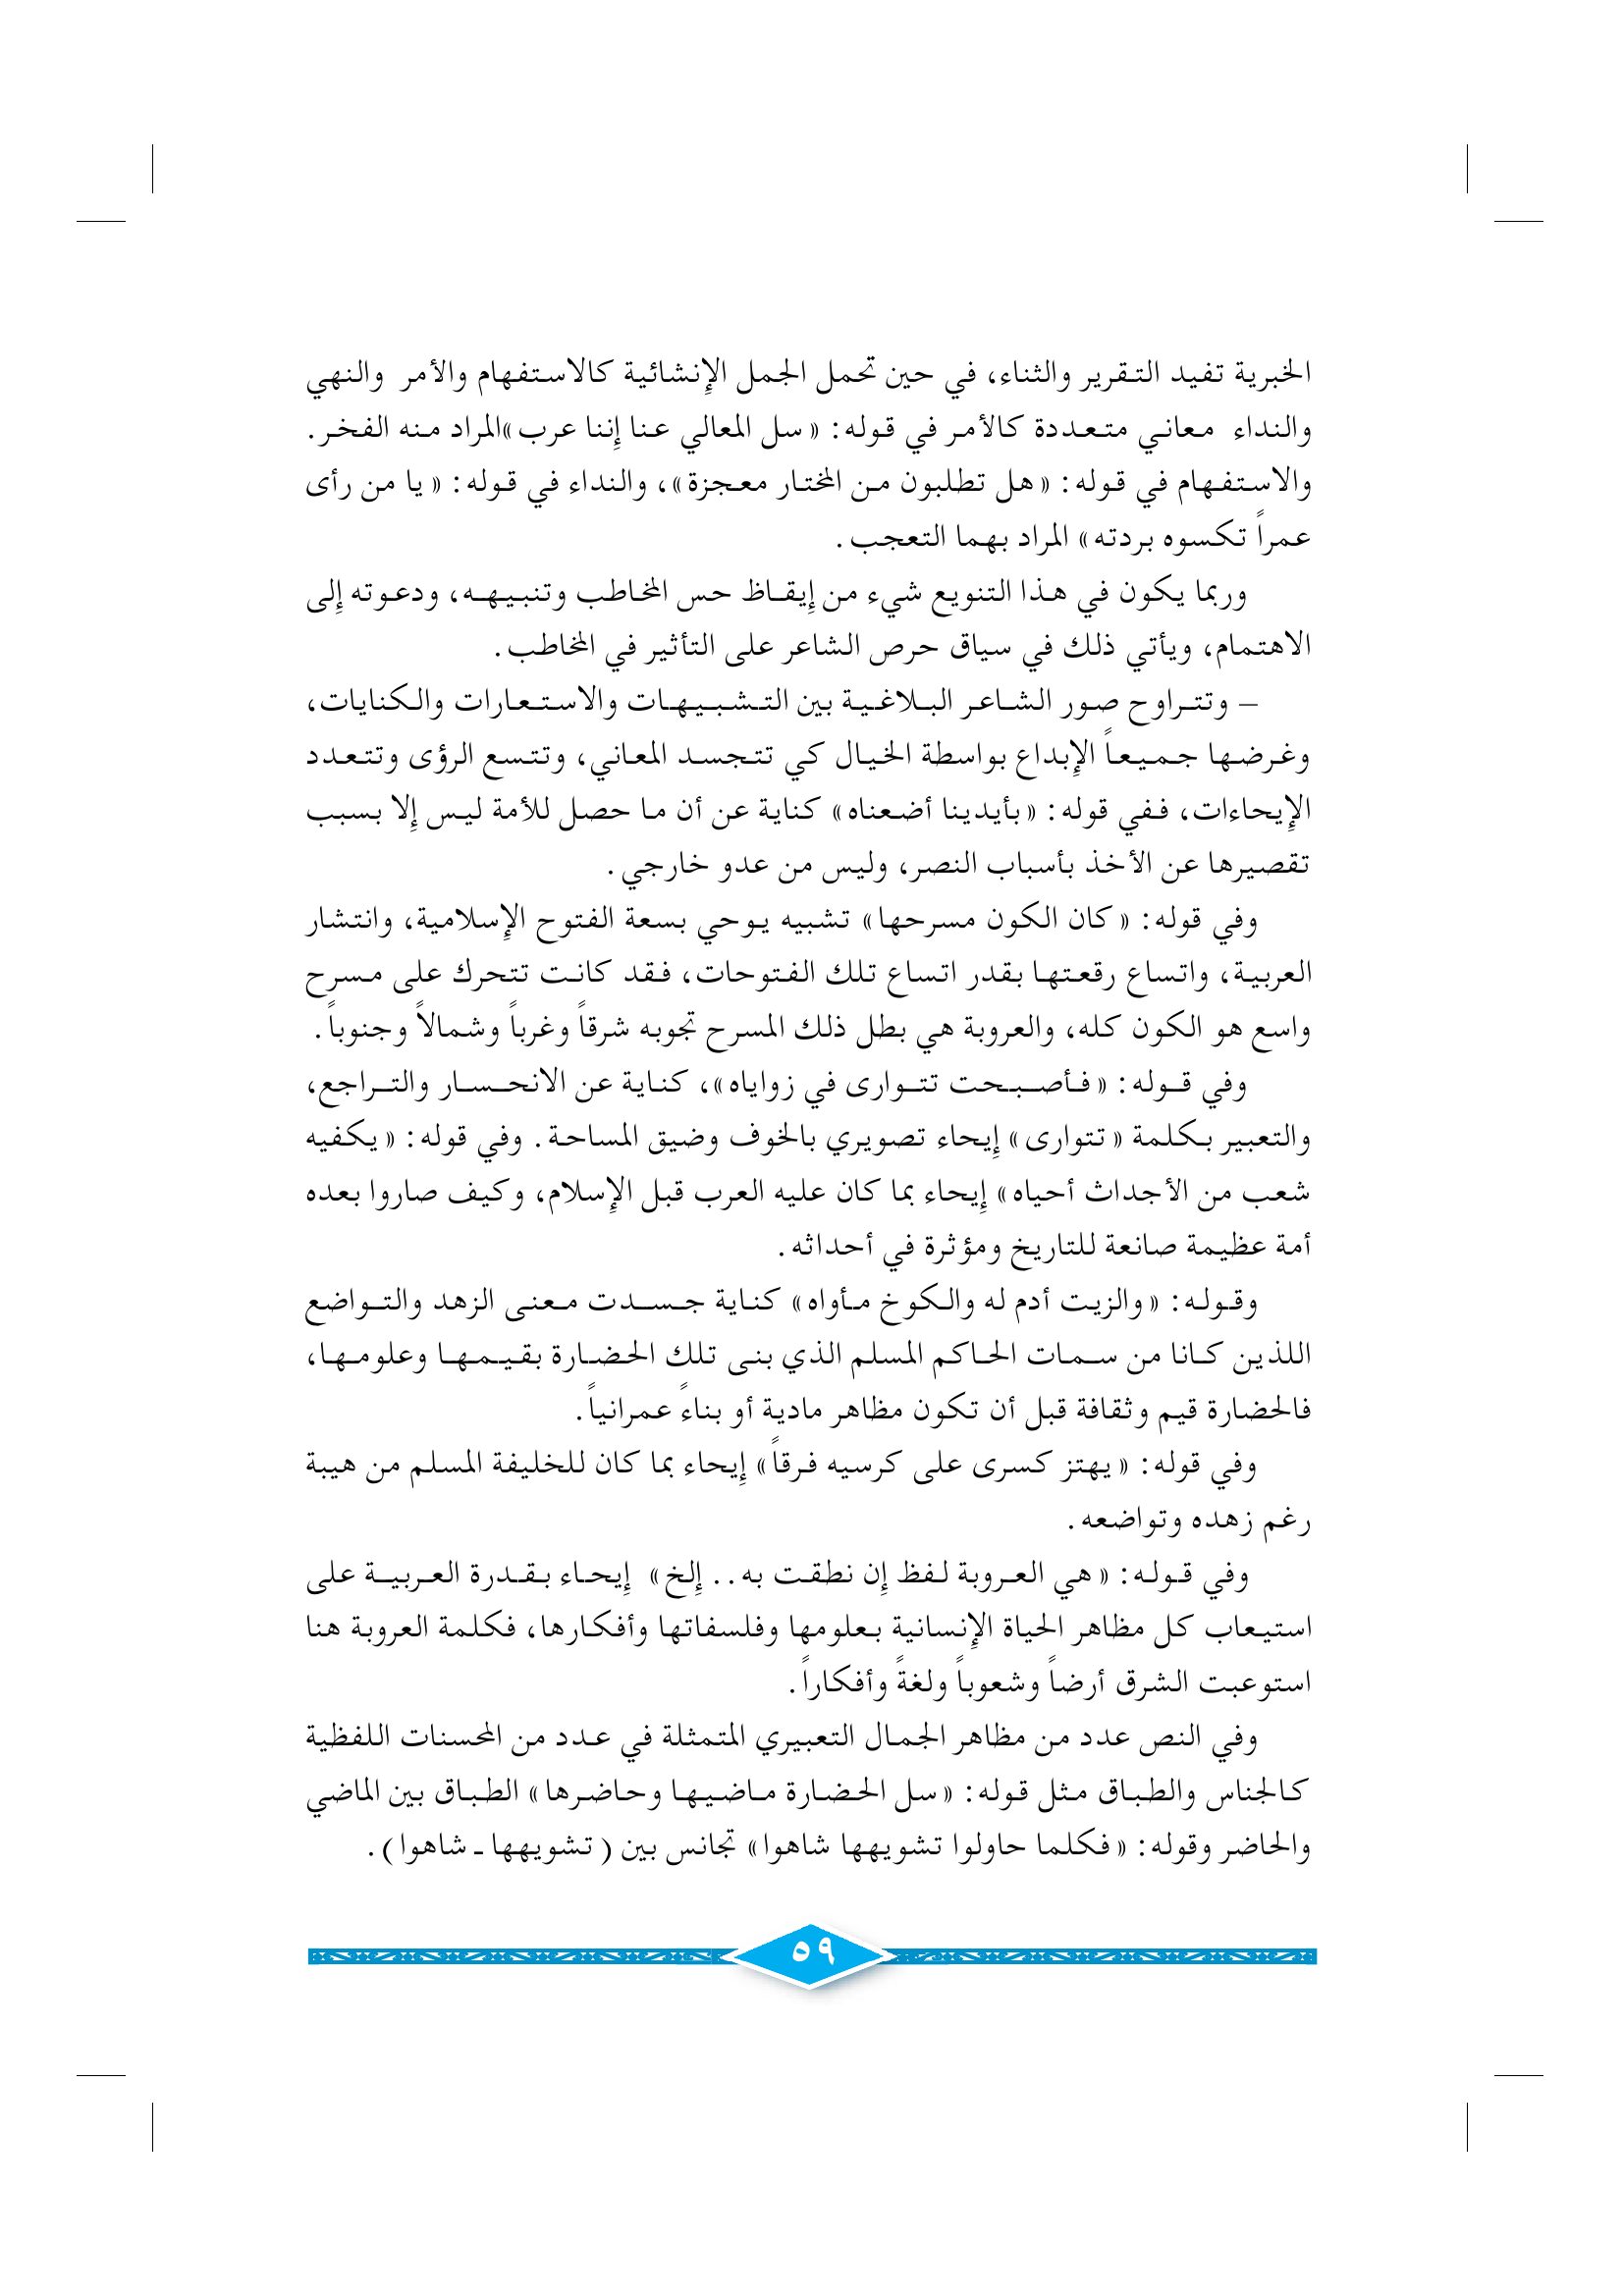 الخبرية تفيد التقرير والثناء، في حين تحمل الجمل الإنشائية كالاستفهام والأمر والنهي
والنداء معاني متعددة كالأمر في قوله: «سل المعالي عنا إننا عرب» المراد منه الفخر.
والاستفهام في قوله: «هل تطلبون من المختار معجزة»، والنداء في قوله: «يا من رأى
عمراً تكسوه بردته» المراد بهما التعجب.
وربما يكون في هذا التنويع شيء من إيقاظ حس المخاطب وتنبيهه، ودعوته إلى
الاهتمام، ويأتي ذلك في سياق حرص الشاعر على التأثير في المخاطب.
– وتتراوح صور الشاعر البلاغية بين التشبيهات والاستعارات والكنايات،
وغرضها جميعاً الإبداع بواسطة الخيال كي تتجسد المعاني، وتتسع الرؤى وتتعدد
الإيحاءات، ففي قوله: «بأيدينا أضعناه» كناية عن أن ما حصل للأمة ليس إلا بسبب
تقصيرها عن الأخذ بأسباب النصر، وليس من عدو خارجي.
وفي قوله: «كان الكون مسرحها» تشبيه يوحي بسعة الفتوح الإسلامية، وانتشار
العربية، واتساع رقعتها بقدر اتساع تلك الفتوحات، فقد كانت تتحرك على مسرح
واسع هو الكون كله، والعروبة هي بطل ذلك المسرح تجوبه شرقاً وغرباً وشمالاً وجنوباً.
وفي قوله: «فأصبحت تتوارى في زواياه»، كناية عن الانحسار والتراجع،
والتعبير بكلمة «تتوارى» إيحاء تصويري بالخوف وضيق المساحة. وفي قوله: «يكفيه
شعب من الأجداث أحياه» إيحاء بما كان عليه العرب قبل الإسلام، وكيف صاروا بعده
أمة عظيمة صانعة للتاريخ ومؤثرة في أحداثه.
وقوله: «والزيت أدم له والكوخ مأواه» كناية جسدت معنى الزهد والتواضع
اللذين كانا من سمات الحاكم المسلم الذي بنى تلك الحضارة بقيمها وعلومها،
فالحضارة قيم وثقافة قبل أن تكون مظاهر مادية أو بناءً عمرانياً.
وفي قوله: «يهتز كسرى على كرسيه فرقاً» إيحاء بما كان للخليفة المسلم من هيبة
رغم زهده وتواضعه.
وفي قوله: «هي العروبة لفظ إن نطقت به.. إلخ» إيحاء بقدرة العربية على
استيعاب كل مظاهر الحياة الإنسانية بعلومها وفلسفاتها وأفكارها، فكلمة العروبة هنا
استوعبت الشرق أرضاً وشعوباً ولغةً وأفكاراً.
وفي النص عدد من مظاهر الجمال التعبيري المتمثلة في عدد من المحسنات اللفظية
كالجناس والطباق مثل قوله: «سل الحضارة ماضيها وحاضرها» الطباق بين الماضي
والحاضر وقوله: «فكلما حاولوا تشويهها شاهوا» تجانس بين (تشويهها ـ شاهوا).
٥٩